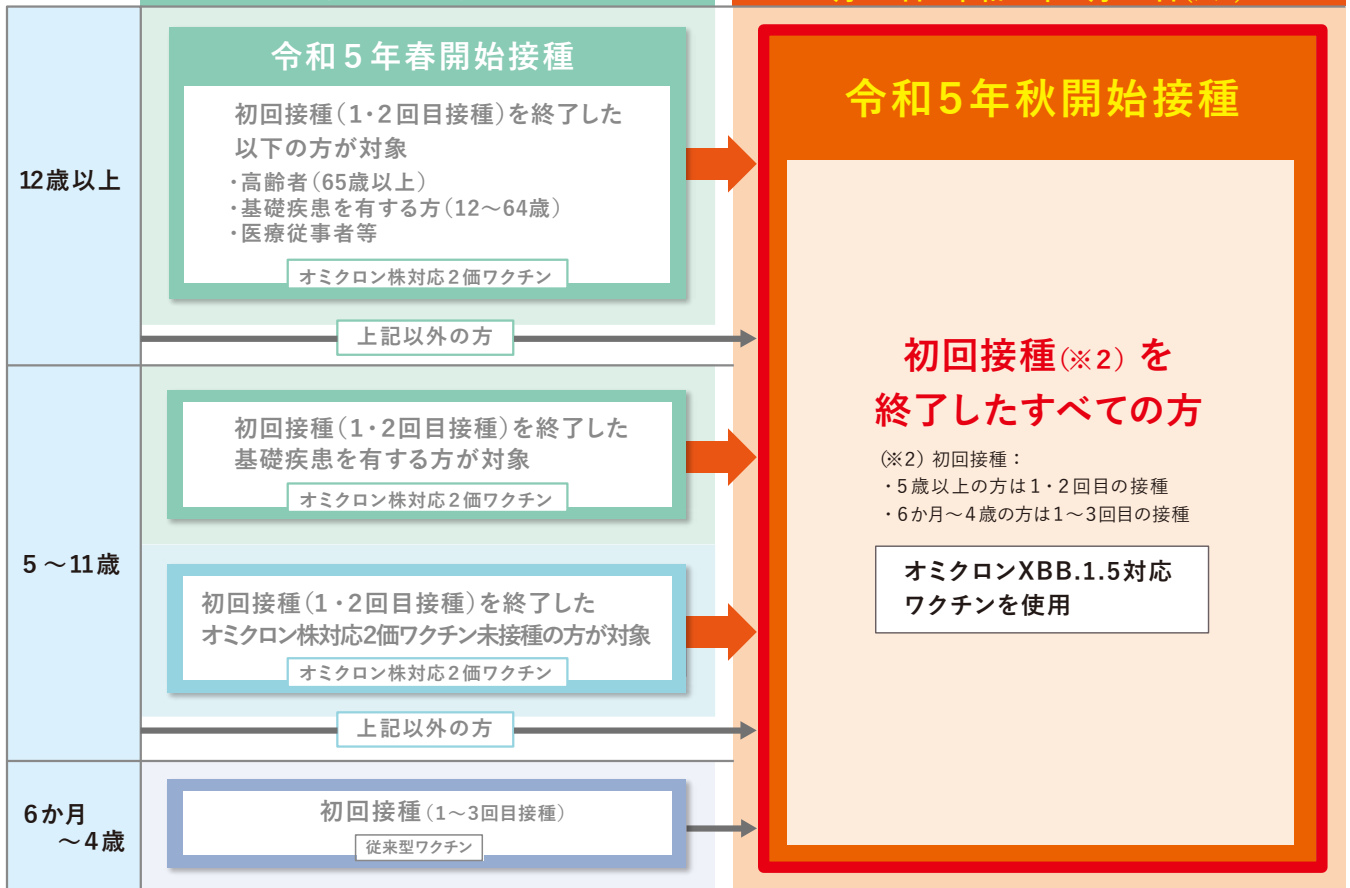 12歳以上
令和5年春開始接種
初回接種(1・2回目接種)を終了した
以下の方が対象
・高齢者(65歳以上)
・基礎疾患を有する方(12〜64歳)
・医療従事者等
オミクロン株対応2価ワクチン
上記以外の方
5〜11歳
初回接種(1・2回目接種)を終了した
基礎疾患を有する方が対象
オミクロン株対応2価ワクチン
初回接種(1・2回目接種)を終了した
オミクロン株対応2価ワクチン未接種の方が対象
オミクロン株対応2価ワクチン
上記以外の方
6か月
〜4歳
初回接種(1〜3回目接種)
従来型ワクチン
令和5年秋開始接種
初回接種(※2)を
終了したすべての方
(※2)初回接種:
・5歳以上の方は1・2回目の接種
・6か月〜4歳の方は1〜3回目の接種
オミクロンXBB.1.5対応
ワクチンを使用